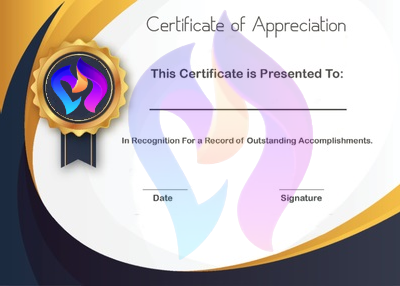 Certificate of Appreciation
This Certificate is Presented To:
In Recognition For a Record of Outstanding Accomplishments.
Date Signature